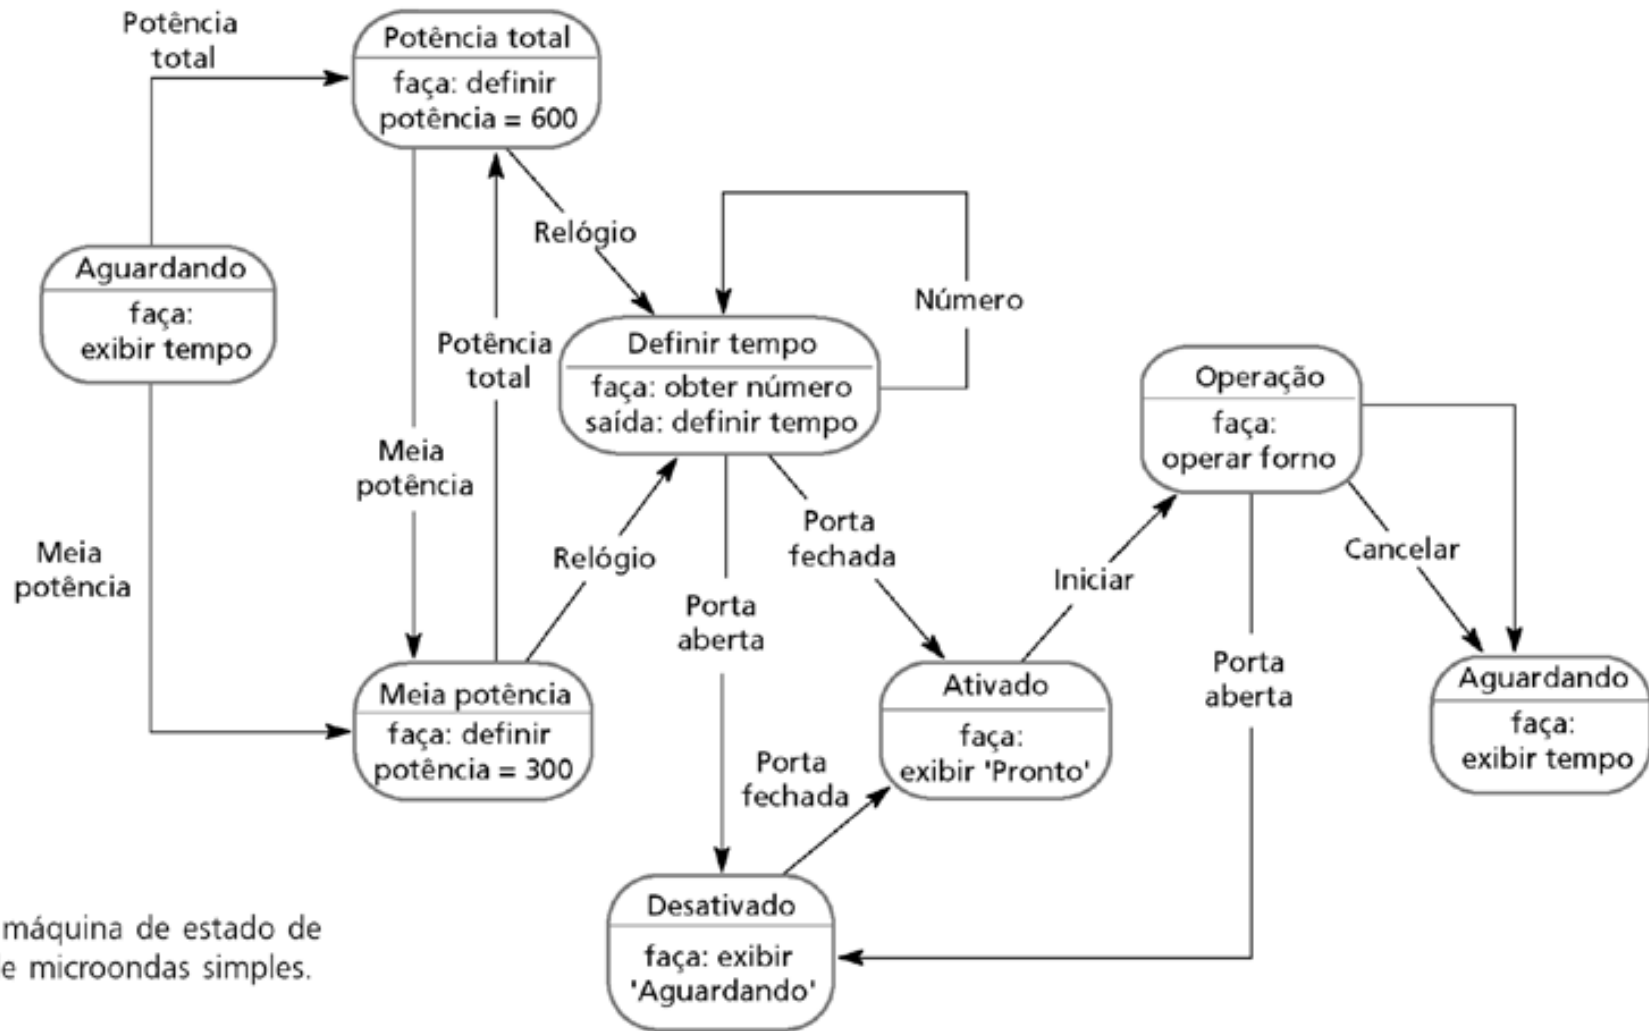 Potência
total
Potência total
faça: definir
potência = 600
Relógio
Aguardando
faça:
exibir tempo
Número
Potência
total
Definir tempo
faça: obter número
saída: definir tempo
Operação
faça:
operar forno
Meia
potência
Meia
potência
Relógio
Porta
fechada
Iniciar
Cancelar
Porta
aberta
Porta
aberta
Meia potência
faça: definir
potência = 300
Ativado
faça:
exibir 'Pronto'
Aguardando
faça:
exibir tempo
Porta
fechada
Desativado
faça: exibir
'Aguardando'
máquina de estado de
e microondas simples.